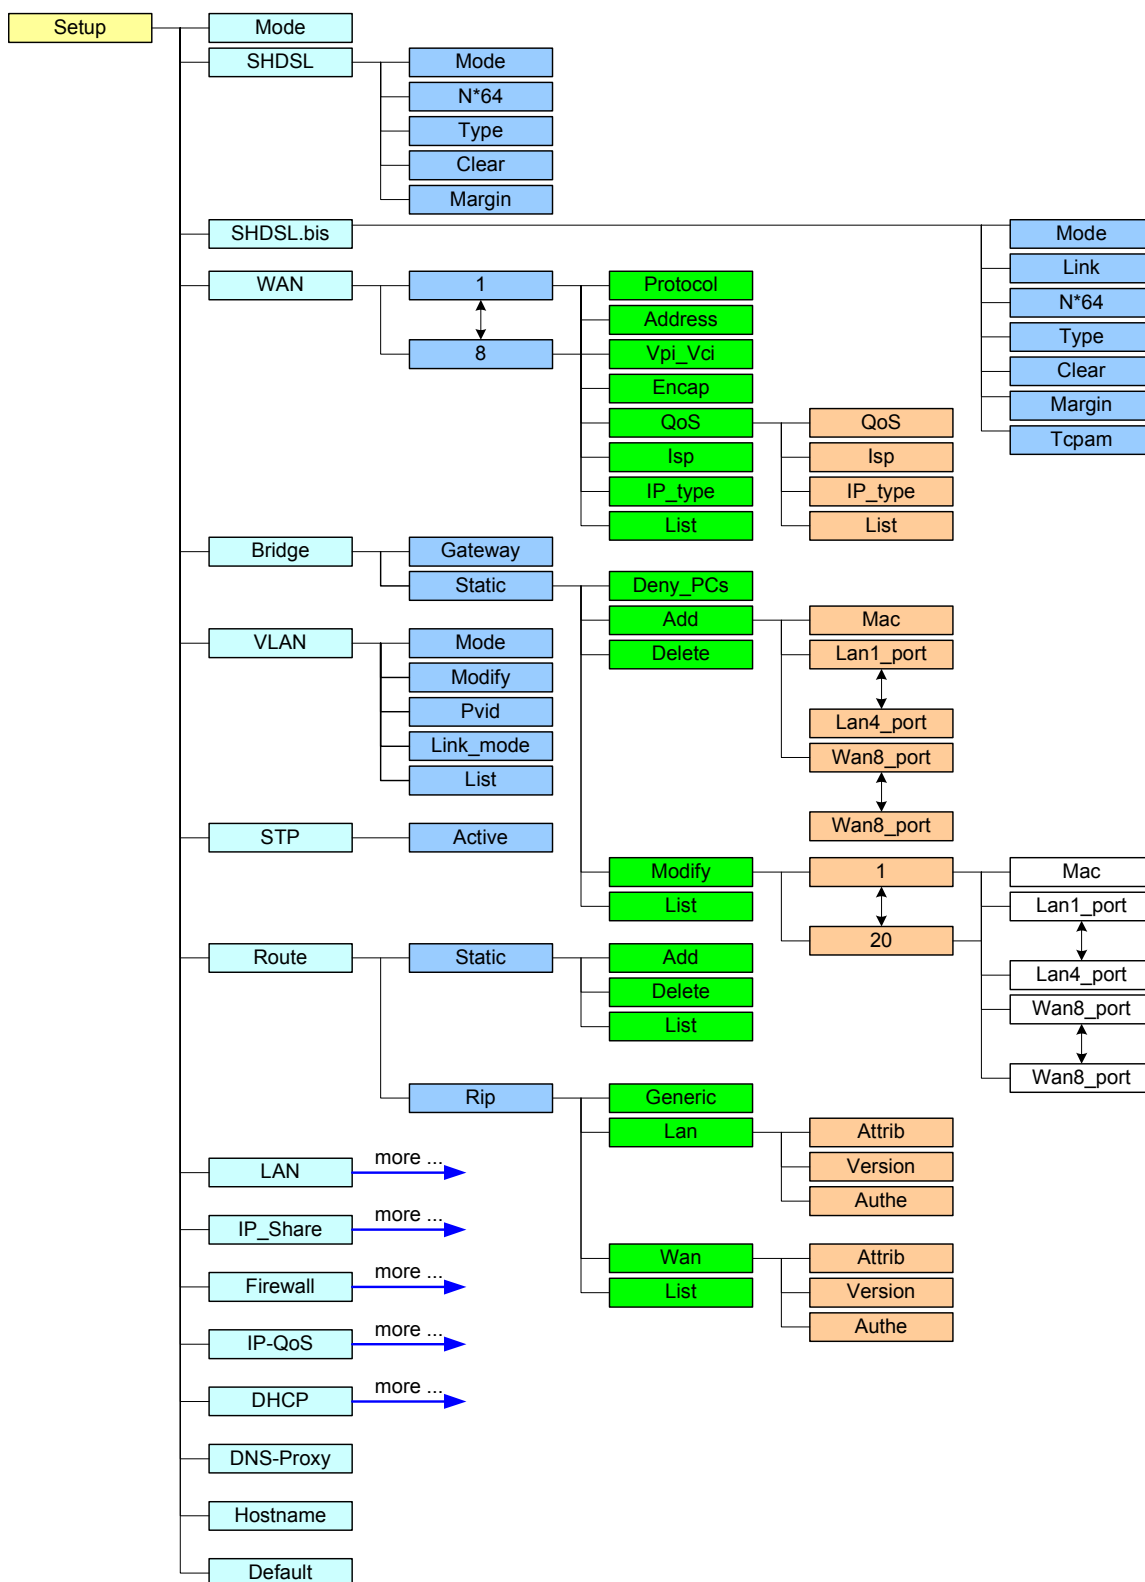 Setup
Mode
SHDSL
Mode
N*64
Type
Clear
Margin
SHDSL.bis
Mode
Link
N*64
Type
Clear
Margin
Tcpam
WAN
1
8
Protocol
Address
Vpi_Vci
Encap
QoS
Isp
IP_type
List
QoS
Isp
IP_type
List
Bridge
Gateway
Static
Deny_PCs
Add
Delete
Mac
Lan1_port
Lan4_port
Wan8_port
Wan8_port
Modify
List
1
20
Mac
Lan1_port
Lan4_port
Wan8_port
Wan8_port
VLAN
Mode
Modify
Pvid
Link_mode
List
STP
Active
Route
Static
Add
Delete
List
Rip
Generic
Lan
Attrib
Version
Authe
Wan
List
Attrib
Version
Authe
LAN
more ...
IP_Share
more ...
Firewall
more ...
IP-QoS
more ...
DHCP
more ...
DNS-Proxy
Hostname
Default